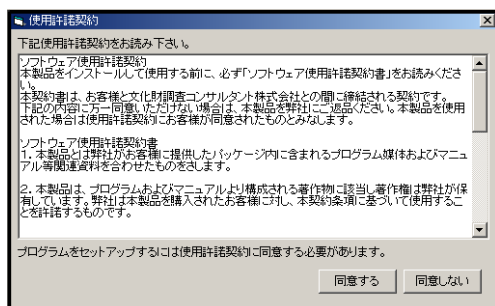 使用許諾契約
下記使用許諾契約をお読み下さい。
ソフトウェア使用許諾契約
本製品をインストールして使用する前に、必ず「ソフトウェア使用許諾契約書」をお読みくださ
い。
本契約書は、お客様と文化財調査コンサルタント株式会社との間に締結される契約です。
下記の内容に万一同意いただけない場合は、本製品を弊社にご返品ください。本製品を使用
された場合は使用許諾契約にお客様が同意されたものとみなします。
ソフトウェア使用許諾契約書
1. 本製品とは弊社がお客様に提供したパッケージ内に含まれるプログラム媒体およびマニュ
アル等関連資料を合わせたものをさします。
2. 本製品は、プログラムおよびマニュアルより構成される著作物に該当し著作権は弊社が保
有しています。弊社は本製品を購入されたお客様に対し、本契約条項に基づいて使用するこ
とを許諾するものです。
プログラムをセットアップするには使用許諾契約に同意する必要があります。
同意する 同意しない